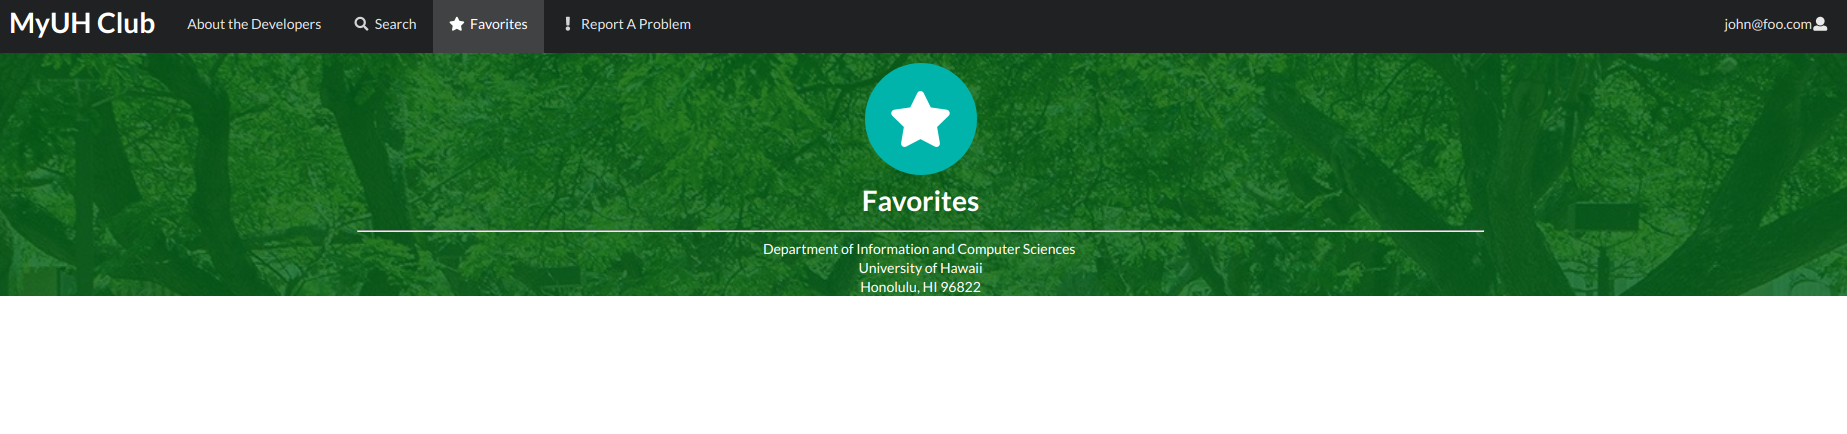 MyUH Club About the Developers Search Favorites Report A Problem john@foo.com
Favorites
Department of Information and Computer Sciences
University of Hawaii
Honolulu, HI 96822